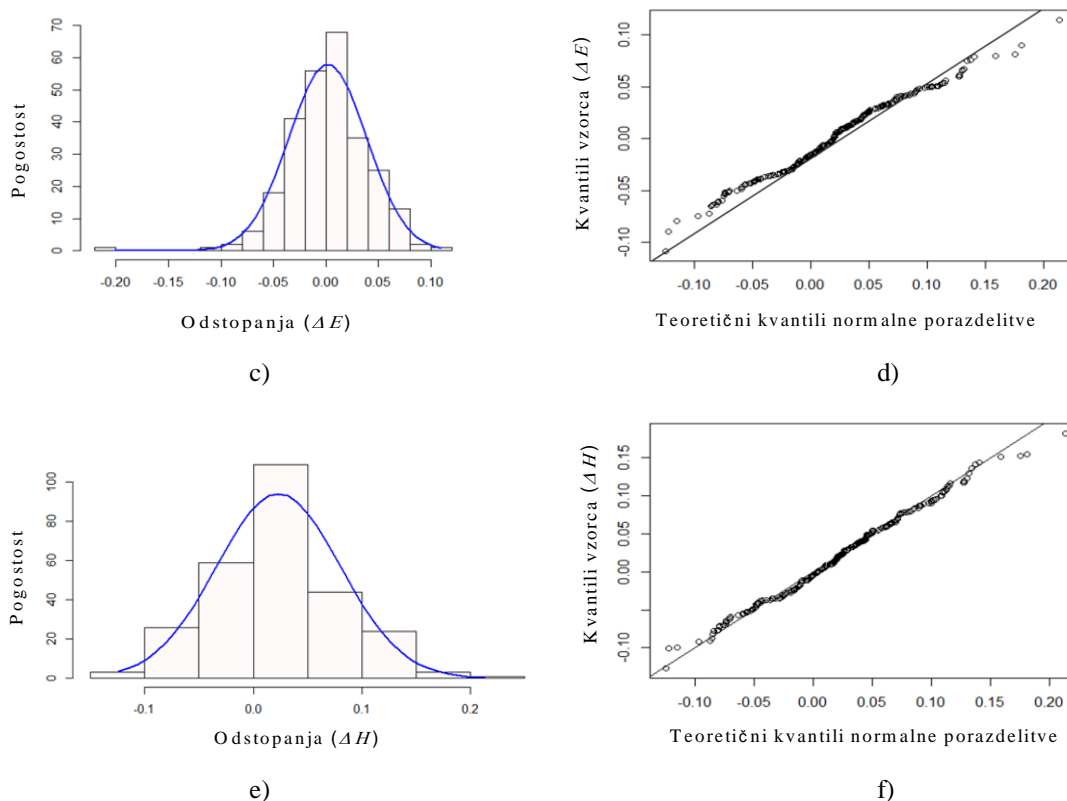 70
60
50
40
30
20
10
0
Pogostost
-0.20 -0.10 -0.05 0.00 0.05 0.10
Odstopanja (ΔE)
c)
0.10
0.05
0.00
-0.05
-0.10
Kvantili vzorca (ΔE)
-0.10 -0.05 0.00 0.05 0.10 0.15 0.20
Teoretični kvantili normalne porazdelitve
d)
100
80
60
40
20
0
Pogostost
-0.1 0.0 0.1 0.2
Odstopanja (ΔH)
e)
0.15
0.10
0.05
0.00
-0.10
Kvantili vzorca (ΔH)
-0.10 -0.05 0.00 0.05 0.10 0.15 0.20
Teoretični kvantili normalne porazdelitve
f)